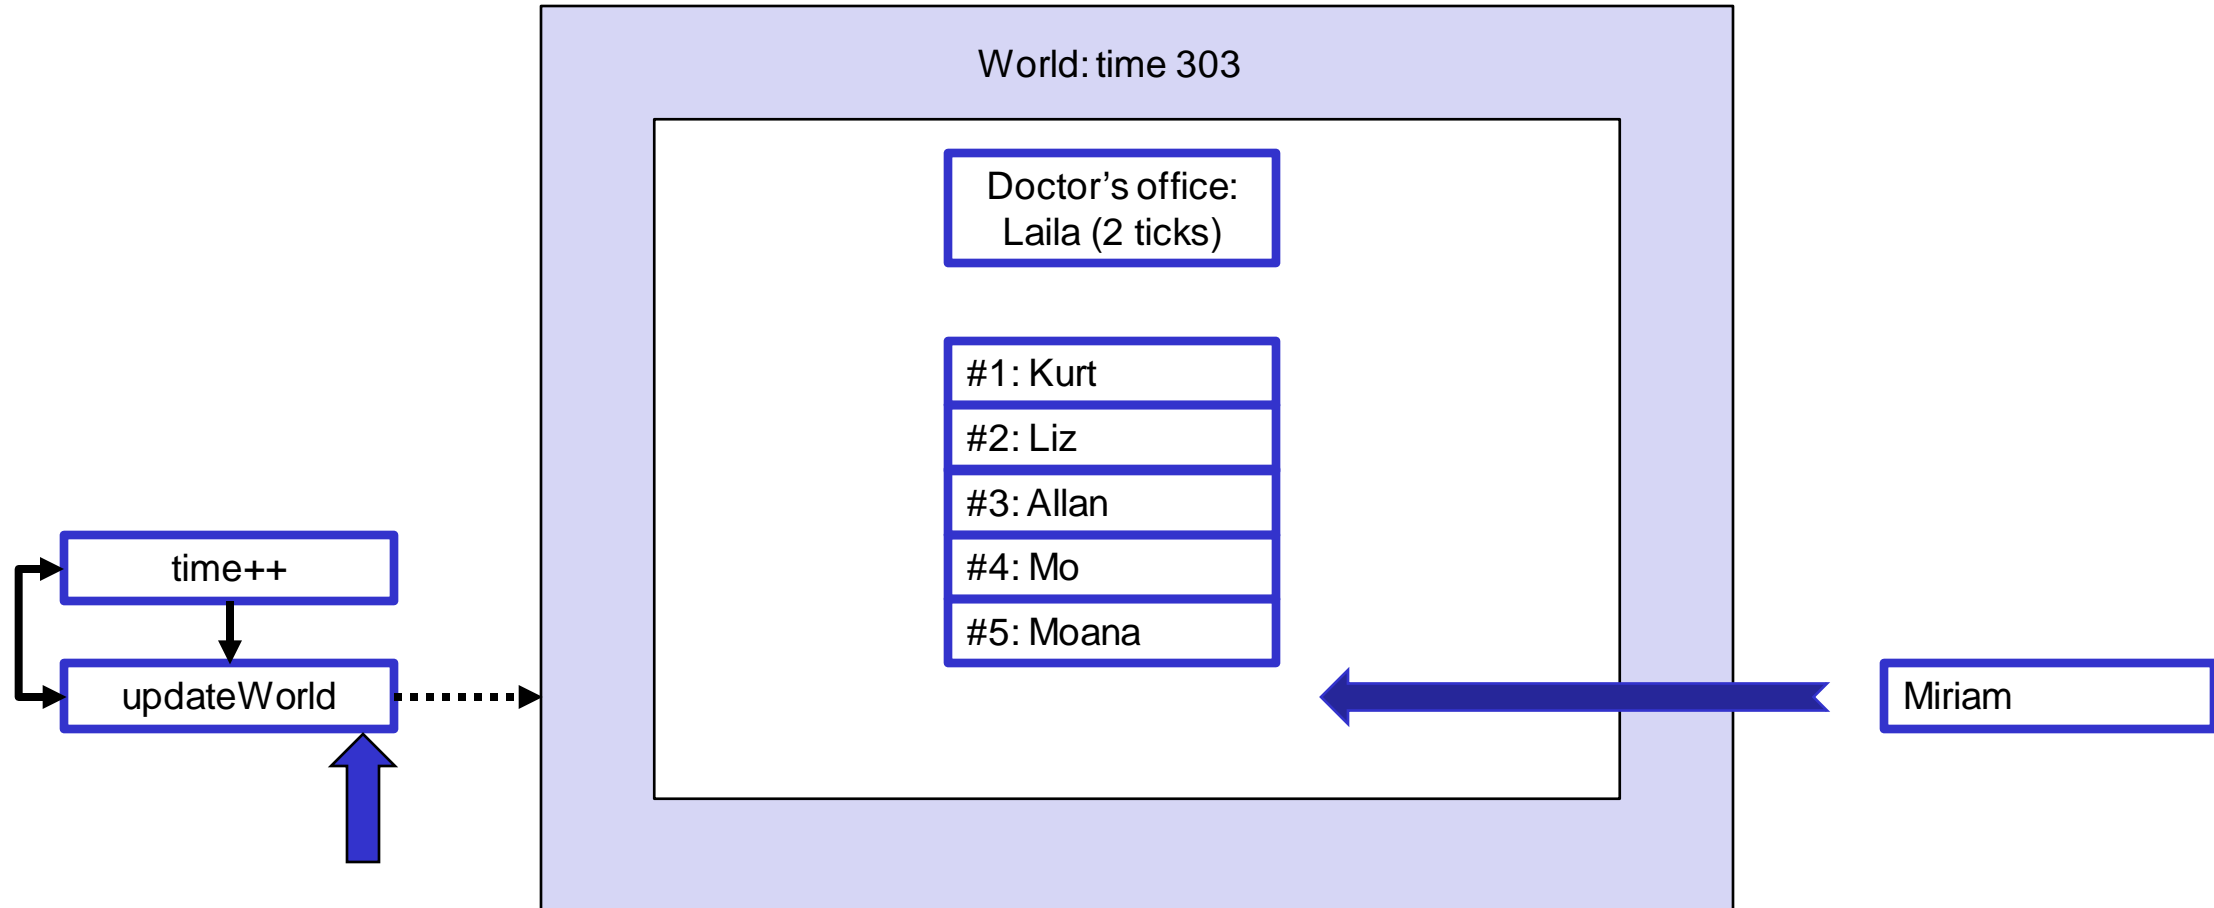 World: time 303
Doctor's office:
Laila (2 ticks)
#1: Kurt
#2: Liz
#3: Allan
#4: Mo
#5: Moana
time++
updateWorld
Miriam